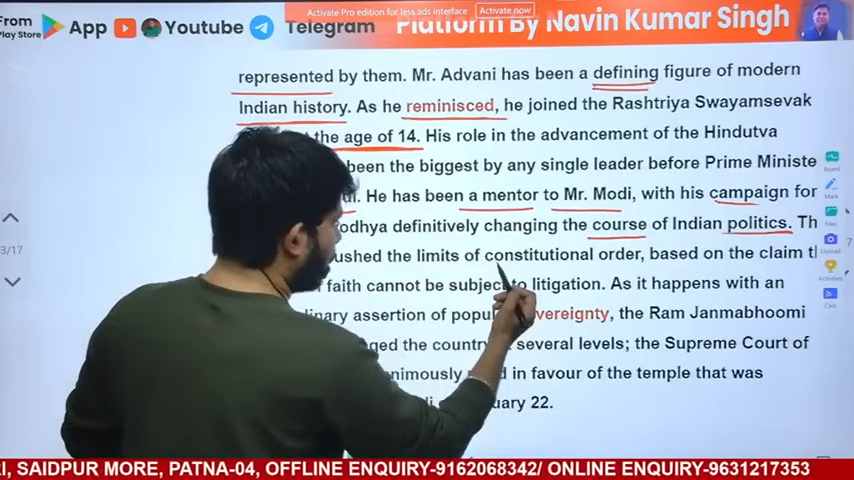 From
Play Store
App
Youtube
Telegram
Activate Pro edition for less ads interface
Activate now
Platform By Navin Kumar Singh
represented by them. Mr. Advani has been a defining figure of modern
Indian history. As he reminisced, he joined the Rashtriya Swayamsevak
the age of 14. His role in the advancement of the Hindutva
been the biggest by any single leader before Prime Ministe
He has been a mentor to Mr. Modi, with his campaign for
odhya definitively changing the course of Indian politics. Th
ushed the limits of constitutional order, based on the claim t
faith cannot be subject to litigation. As it happens with an
linary assertion of popul vereignty, the Ram Janmabhoomi
ged the country several levels; the Supreme Court of
nimously in favour of the temple that was
uary 22.
3/17
Board
Mark
Files
Upload
Activities
I, SAIDPUR MORE, PATNA-04, OFFLINE ENQUIRY-9162068342/ ONLINE ENQUIRY-9631217353